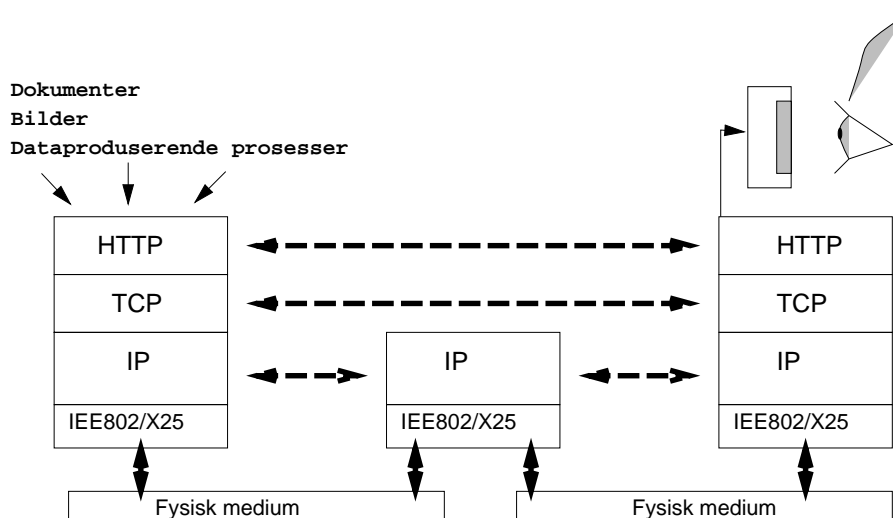 Dokumenter
Bilder
Dataproduserende prosesser
HTTP
HTTP
TCP
TCP
IP
IP
IP
IEE802/X25
IEE802/X25
IEE802/X25
Fysisk medium
Fysisk medium